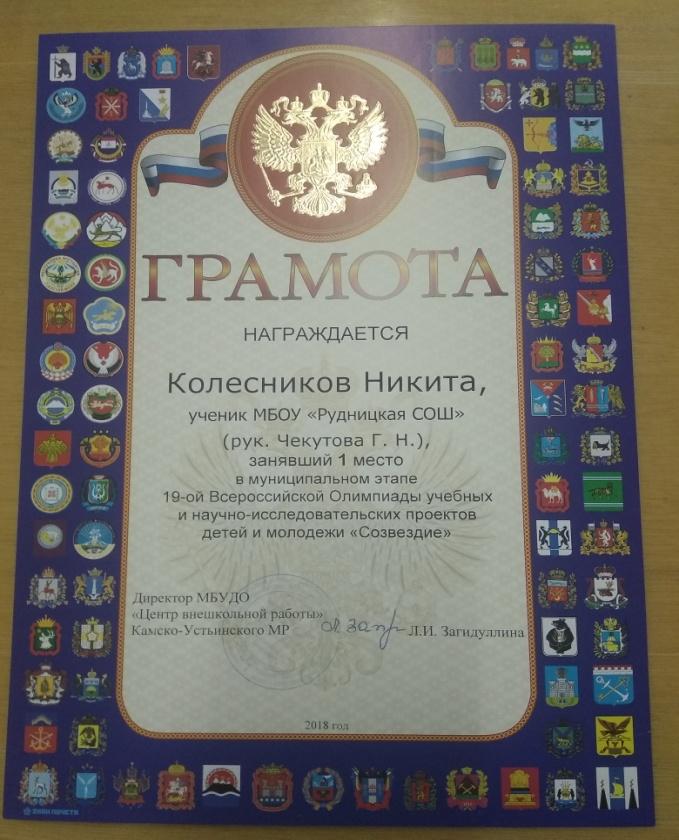 ГРАМОТА
НАГРАЖДАЕТСЯ
Колесников Никита,
ученик МБОУ «Рудницкая СОШ»
(рук. Чекутова Г. Н.),
занявший 1 место
в муниципальном этапе
19-ой Всероссийской Олимпиады учебных
и научно-исследовательских проектов
детей и молодежи «Созвездие»
Директор МБУДО
«Центр внешкольной работы»
Камско-Устьинского МР Л.И. Загидуллина
2018 год